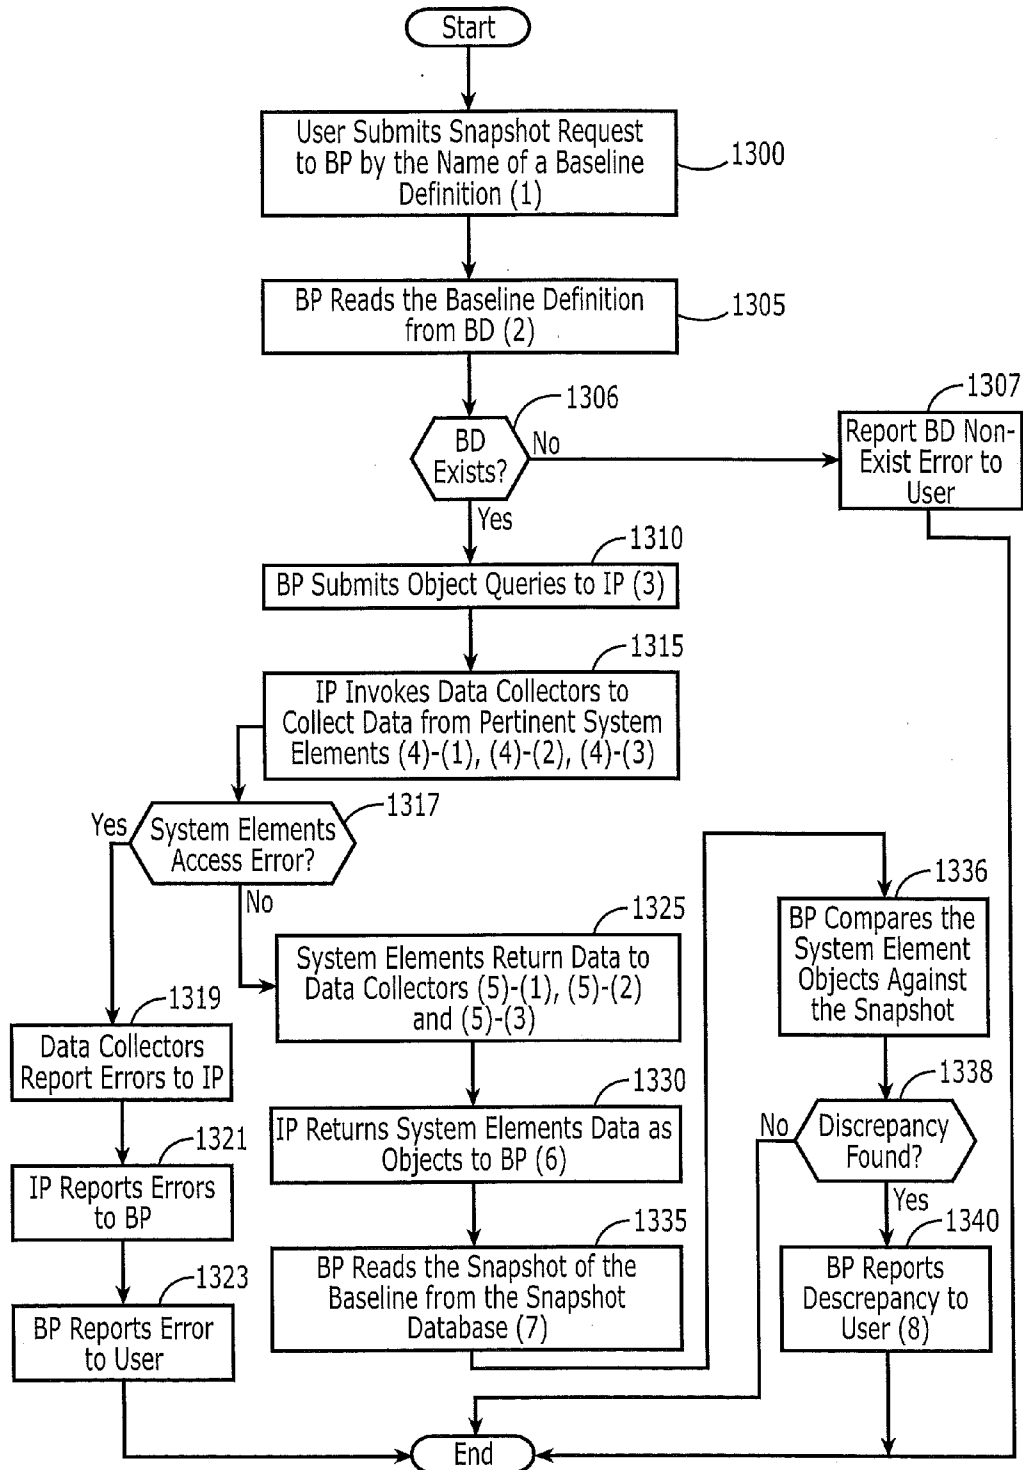 Start
User Submits Snapshot Request
to BP by the Name of a Baseline
Definition (1)
1300
BP Reads the Baseline Definition
from BD (2)
1305
BD
Exists?
1306
No
Yes
1307
Report BD Non-
Exist Error to
User
1310
BP Submits Object Queries to IP (3)
1315
IP Invokes Data Collectors to
Collect Data from Pertinent System
Elements (4)-(1), (4)-(2), (4)-(3)
1317
System Elements
Access Error?
Yes
No
1319
Data Collectors
Report Errors to IP
1321
IP Reports Errors
to BP
1323
BP Reports Error
to User
1325
System Elements Return Data to
Data Collectors (5)-(1), (5)-(2)
and (5)-(3)
1330
IP Returns System Elements Data as
Objects to BP (6)
1335
BP Reads the Snapshot of the
Baseline from the Snapshot
Database (7)
1336
BP Compares the
System Element
Objects Against
the Snapshot
1338
Discrepancy
Found?
No
Yes
1340
BP Reports
Descrepancy to
User (8)
End